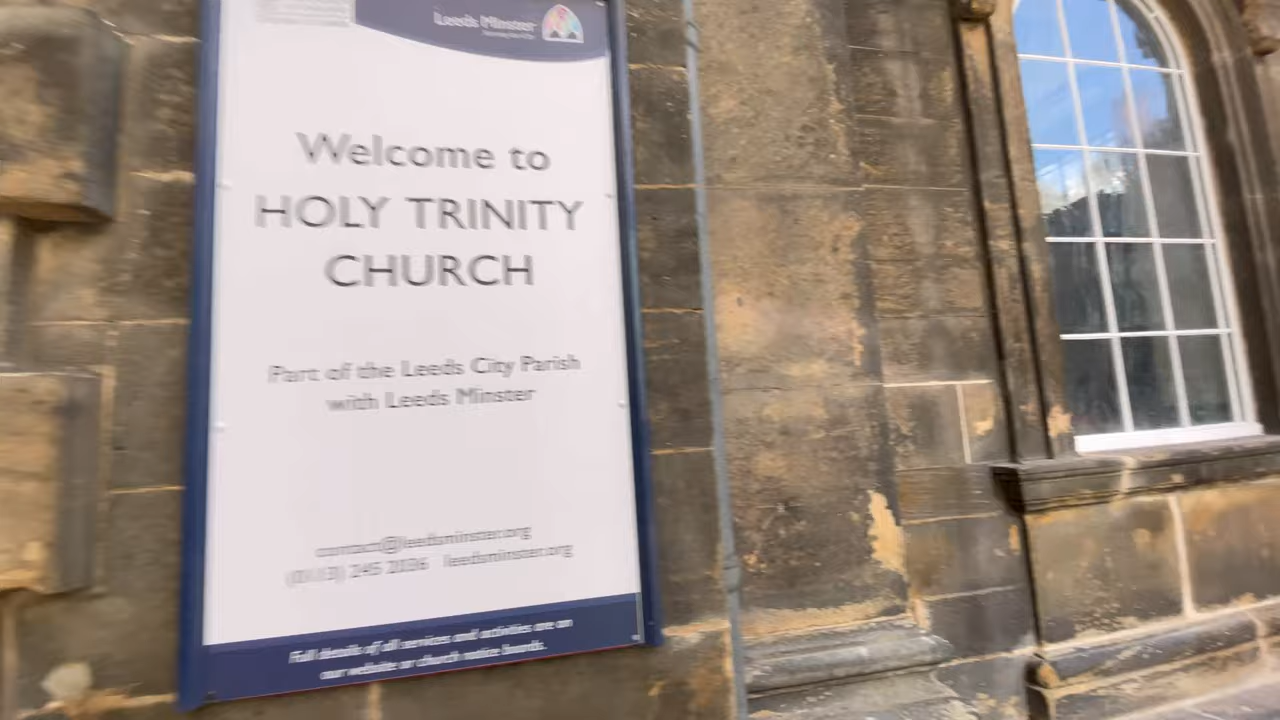 Leeds Minster
Welcome to
HOLY TRINITY
CHURCH
Part of the Leeds City Parish
with Leeds Minster
contact@leedsminster.org
(0113) 245 2036 leedsminster.org
Full details of all services and activities are on
our website or church notice boards.